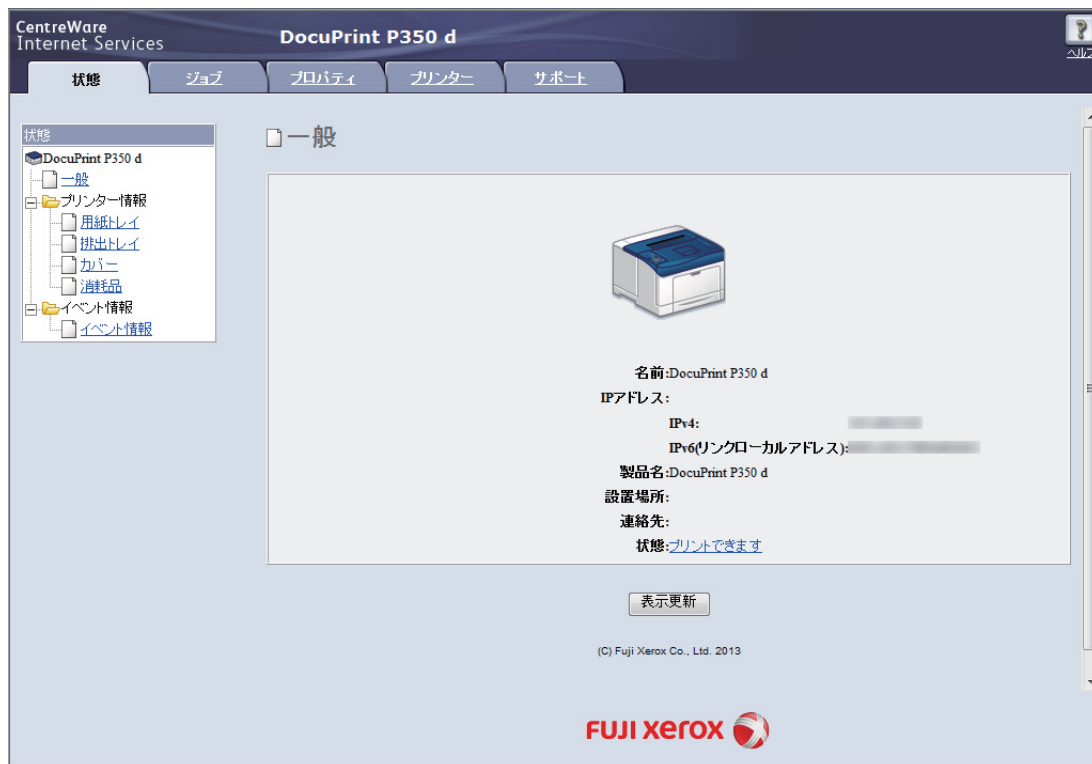 CentreWare
Internet Services
DocuPrint P350 d
ヘルプ
状態
ジョブ
プロパティ
プリンター
サポート
状態
DocuPrint P350 d
一般
プリンター情報
用紙トレイ
排出トレイ
カバー
消耗品
イベント情報
イベント情報
一般
名前:DocuPrint P350 d
IPアドレス:
IPv4:
IPv6(リンクローカルアドレス):
製品名:DocuPrint P350 d
設置場所:
連絡先:
状態:プリントできます
表示更新
(C) Fuji Xerox Co., Ltd. 2013
FUJI xerox